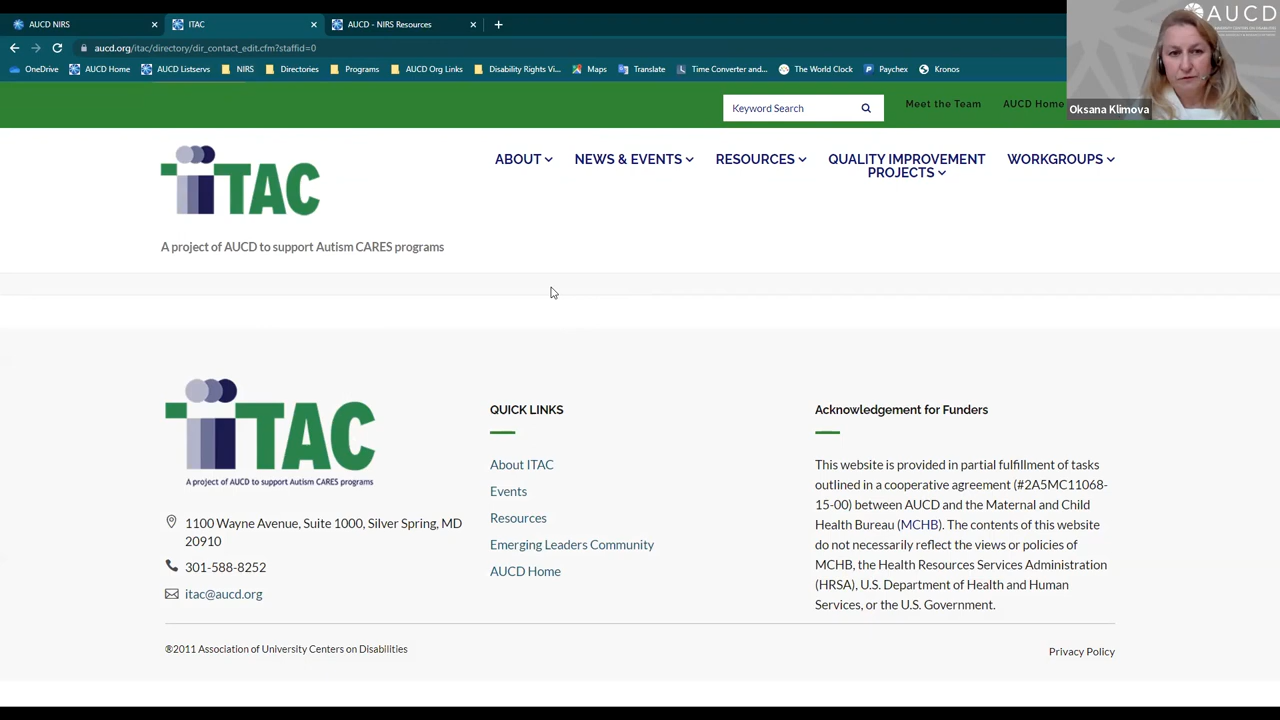 AUCD NIRS
ITAC
AUCD - NIRS Resources
aucd.org/itac/directory/dir_contact_edit.cfm?staffid=0
OneDrive
AUCD Home
AUCD Listservs
NIRS
Directories
Programs
AUCD Org Links
Disability Rights Vi...
Maps
Translate
Time Converter and...
The World Clock
Paychex
Kronos
AUCD
Oksana Klimova
Keyword Search
Meet the Team
AUCD Home
iTAC
ABOUT
NEWS & EVENTS
RESOURCES
QUALITY IMPROVEMENT
PROJECTS
WORKGROUPS
A project of AUCD to support Autism CARES programs
iTAC
A project of AUCD to support Autism CARES programs
1100 Wayne Avenue, Suite 1000, Silver Spring, MD
20910
301-588-8252
itac@aucd.org
QUICK LINKS
About ITAC
Events
Resources
Emerging Leaders Community
AUCD Home
Acknowledgement for Funders
This website is provided in partial fulfillment of tasks
outlined in a cooperative agreement (#2A5MC11068-
15-00) between AUCD and the Maternal and Child
Health Bureau (MCHB). The contents of this website
do not necessarily reflect the views or policies of
MCHB, the Health Resources Services Administration
(HRSA), U.S. Department of Health and Human
Services, or the U.S. Government.
®2011 Association of University Centers on Disabilities
Privacy Policy